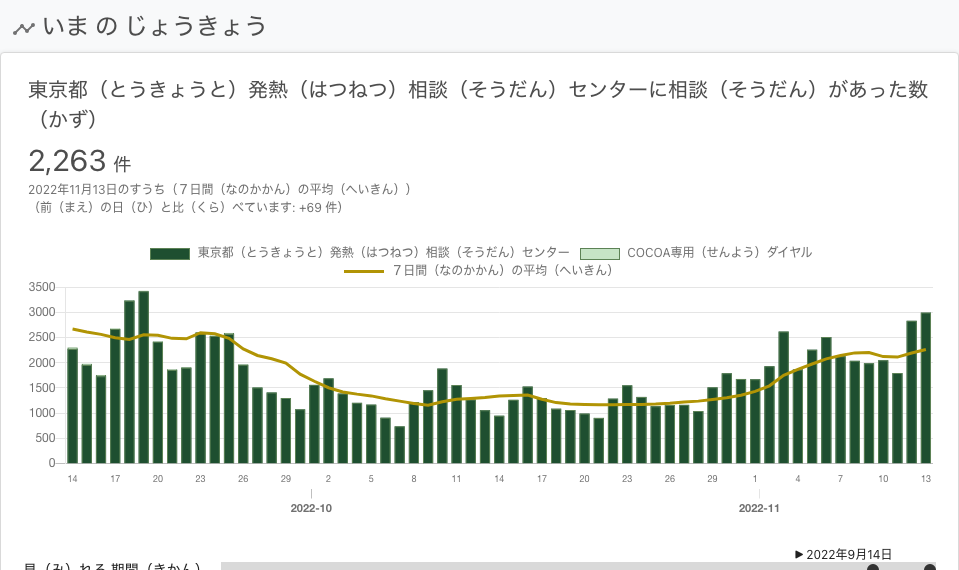 いま の じょうきょう
東京都（とうきょうと）発熱（はつねつ）相談（そうだん）センターに相談（そうだん）があった数
（かず）
2,263 件
2022年11月13日のすうち（７日間（なのかかん）の平均（へいきん））
（前（まえ）の日（ひ）と比（くら）べています: +69 件）
東京都（とうきょうと）発熱（はつねつ）相談（そうだん）センター COCOA専用（せんよう）ダイヤル
７日間（なのかかん）の平均（へいきん）
3500
3000
2500
2000
1500
1000
500
0
14 17 20 23 26 29 2 5 8 11 14 17 20 23 26 29 1 4 7 10 13
2022-10 2022-11
▶ 2022年9月14日
見（み）れる 期間（きかん）